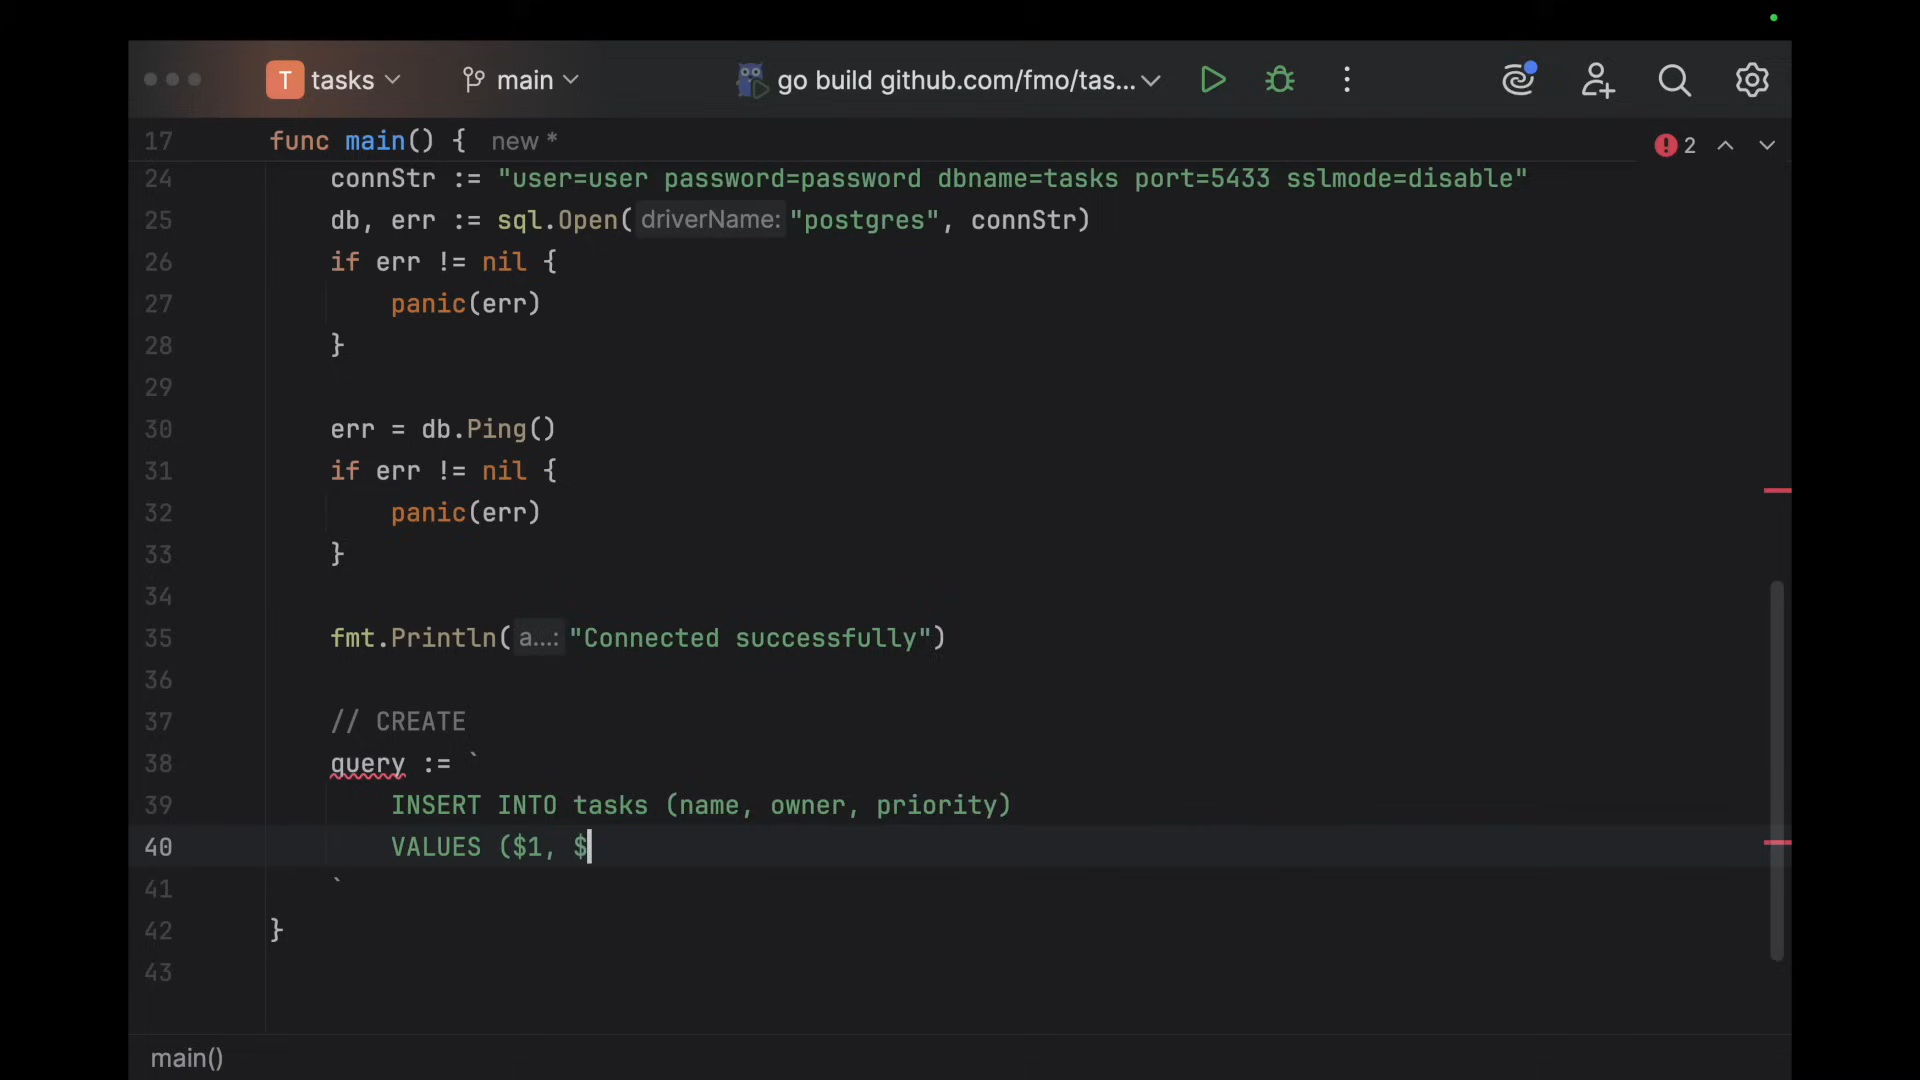 T tasks main go build github.com/fmo/tas...
17 func main() { new * 2
24 connStr := "user=user password=password dbname=tasks port=5433 sslmode=disable"
25 db, err := sql.Open( driverName: "postgres", connStr)
26 if err != nil {
27 panic(err)
28 }
29
30 err = db.Ping()
31 if err != nil {
32 panic(err)
33 }
34
35 fmt.Println( a...: "Connected successfully")
36
37 // CREATE
38 query := `
39 INSERT INTO tasks (name, owner, priority)
40 VALUES ($1, $
41 `
42 }
43
main()